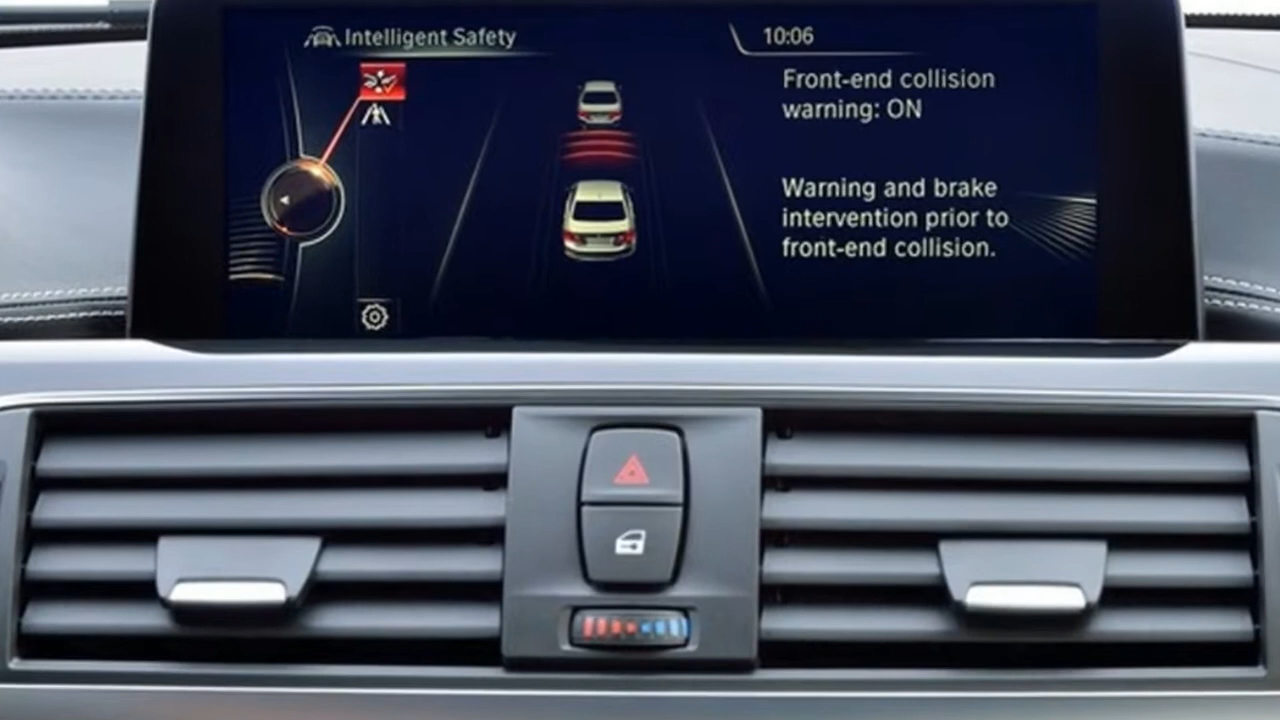 Intelligent Safety
10:06
Front-end collision
warning: ON
Warning and brake
intervention prior to
front-end collision.